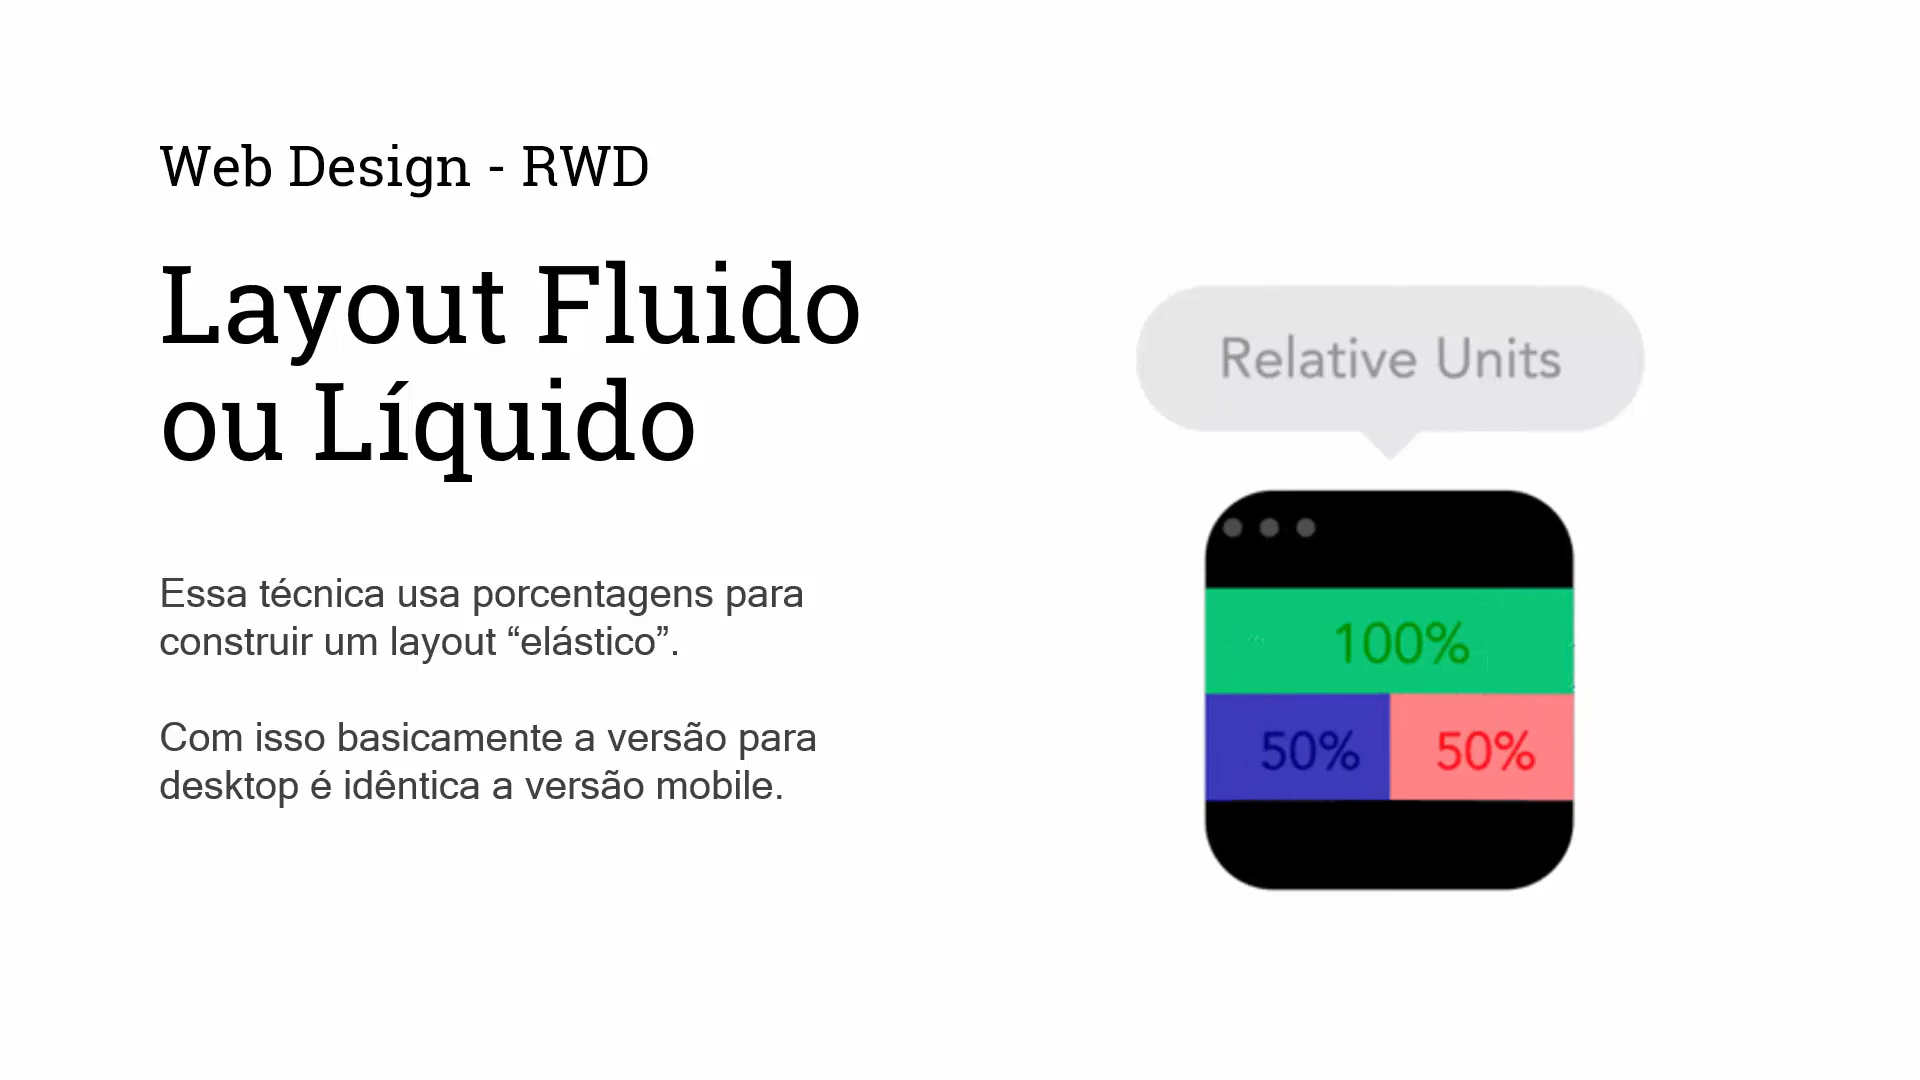 Web Design - RWD
Layout Fluido
ou Líquido
Essa técnica usa porcentagens para
construir um layout “elástico”.
Com isso basicamente a versão para
desktop é idêntica a versão mobile.
Relative Units
100%
50% 50%